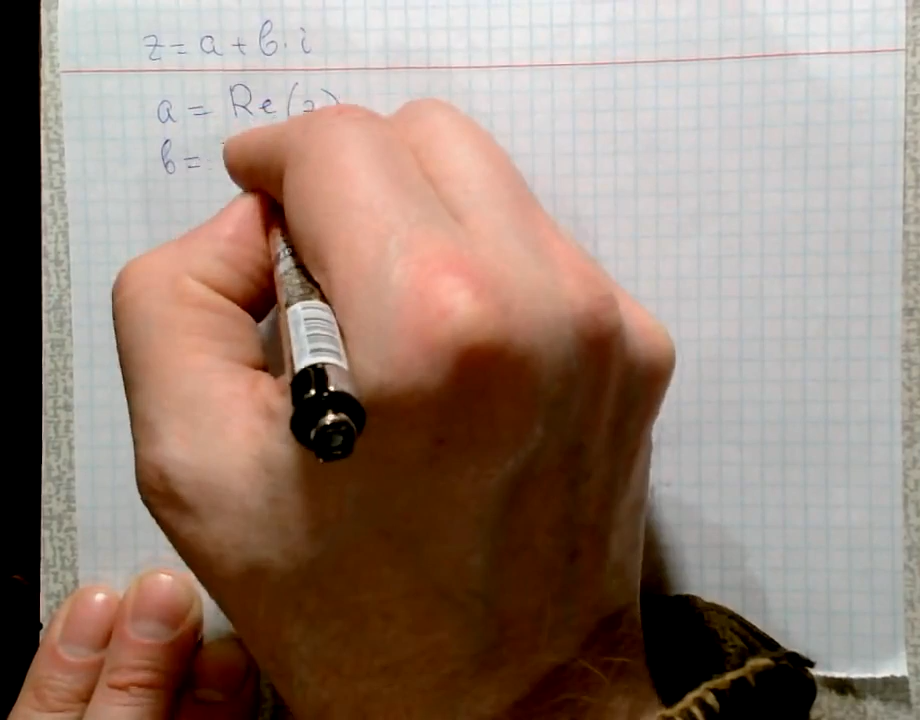 z = a + b · i
a = Re(z)
b =